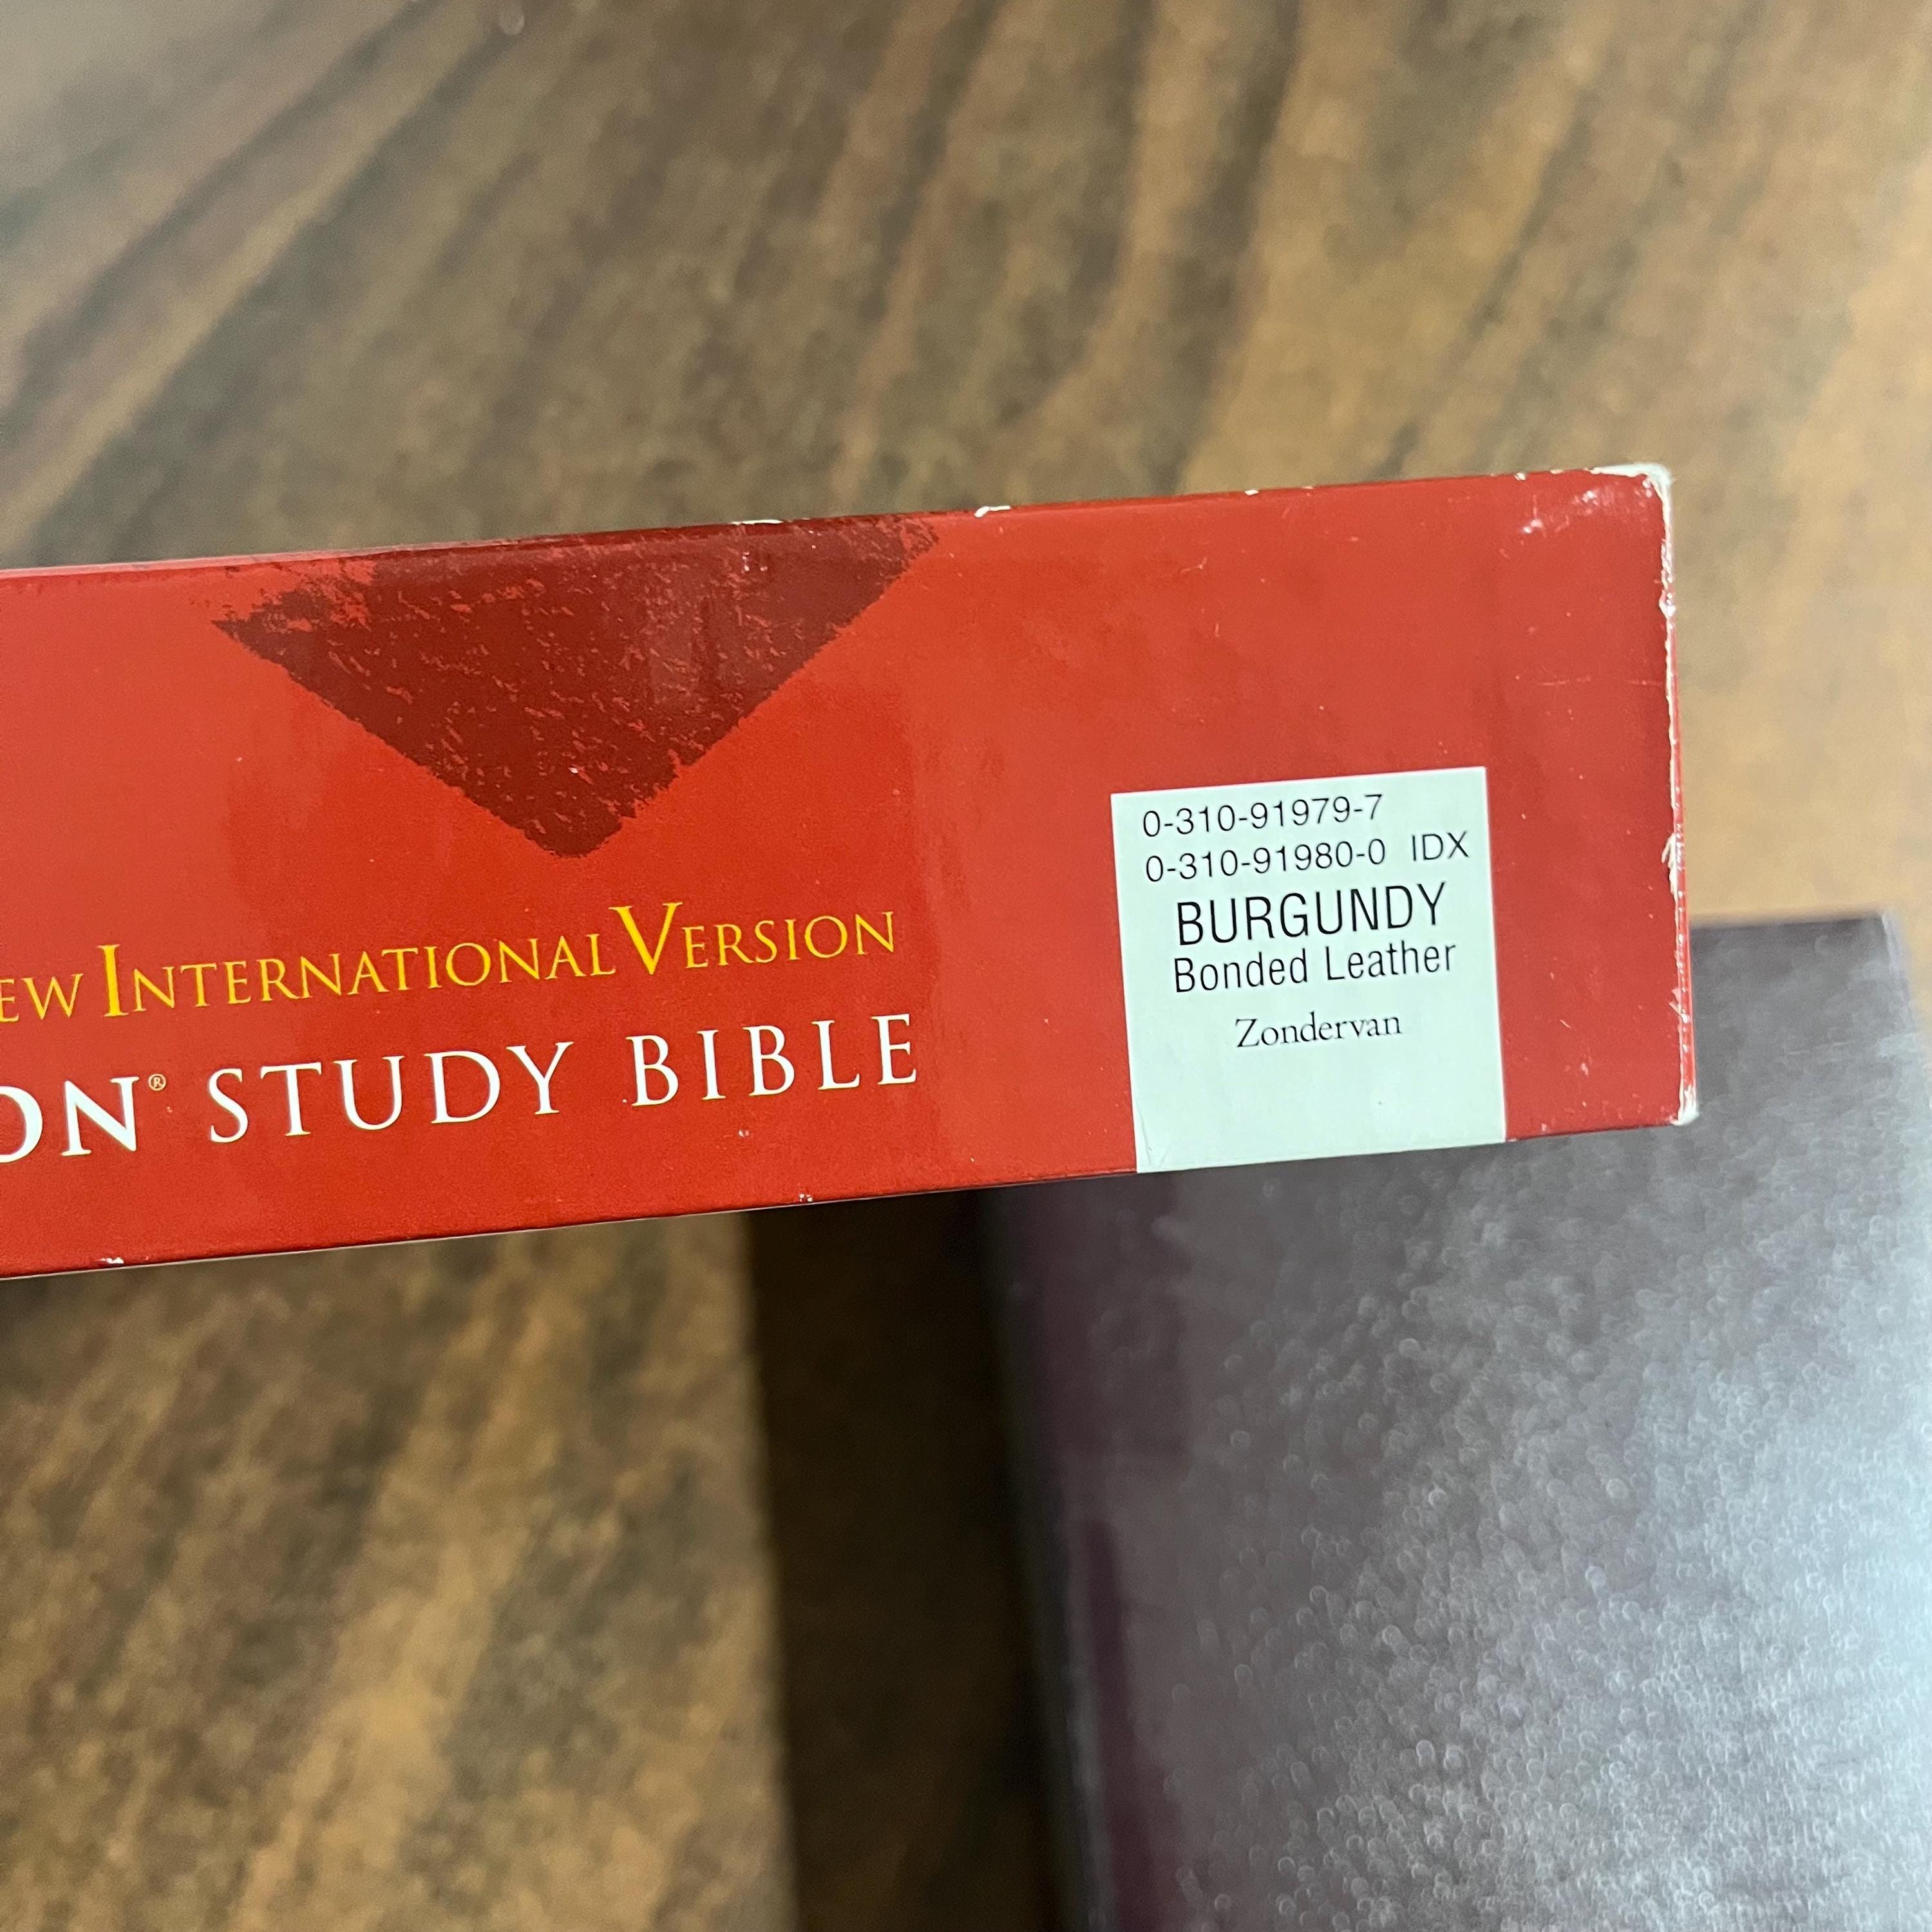 EW INTERNATIONAL VERSION
ON® STUDY BIBLE
0-310-91979-7
0-310-91980-0 IDX
BURGUNDY
Bonded Leather
Zondervan